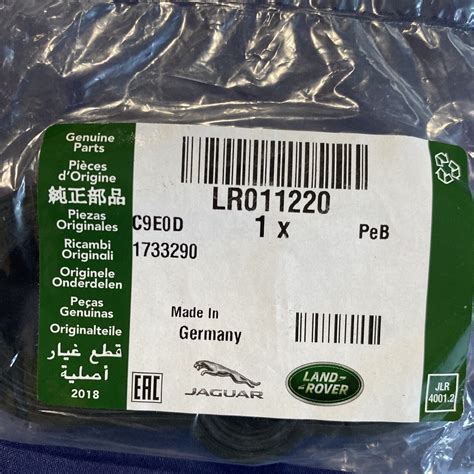 Genuine
Parts
Pièces
d'Origine
純正部品
Piezas
Originales
Ricambi
Originali
Originele
Onderdelen
Peças
Genuinas
Originalteile
قطع غيار
أصلية
2018
LR011220
C9E0D
1 x
PeB
1733290
Made In
Germany
EAC
JAGUAR
LAND-
ROVER
JLR
4001.2